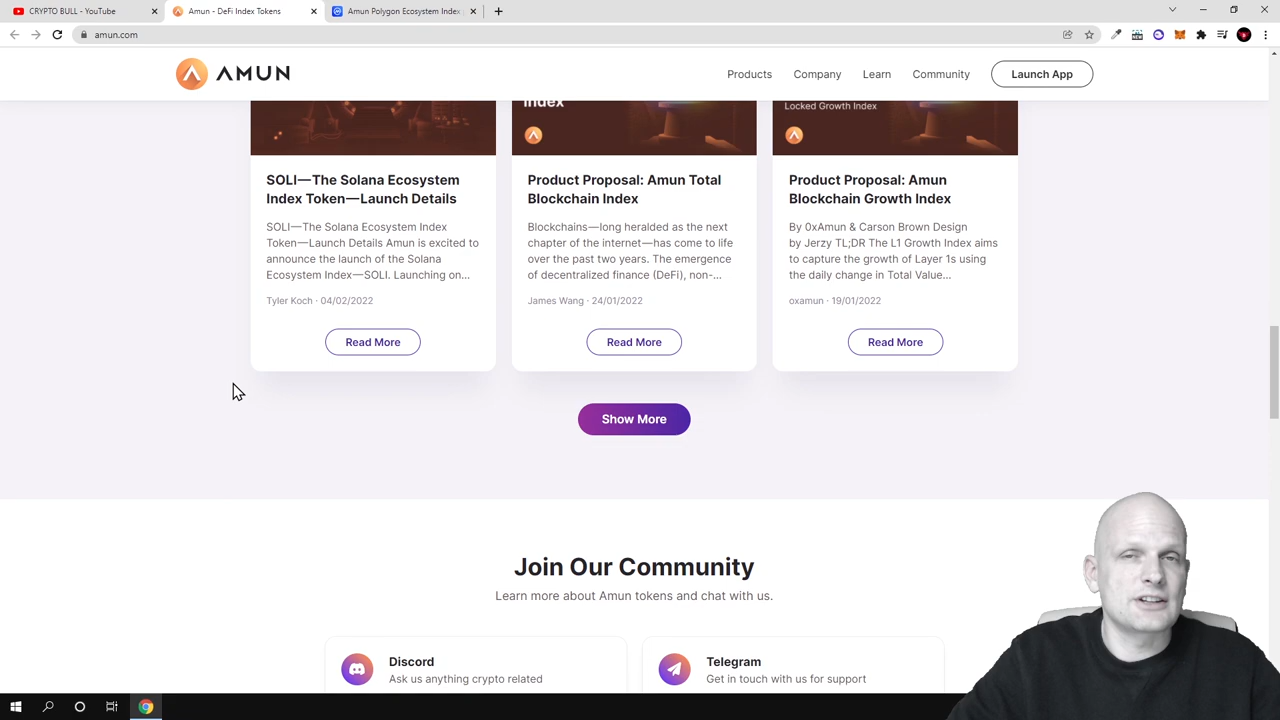 CRYPTO BULL - YouTube
Amun - DeFi Index Tokens
Amun Polygon Ecosystem Index
amun.com
AMUN
Products
Company
Learn
Community
Launch App
Index
Locked Growth Index
SOLI — The Solana Ecosystem
Index Token — Launch Details
SOLI — The Solana Ecosystem Index
Token — Launch Details Amun is excited to
announce the launch of the Solana
Ecosystem Index — SOLI. Launching on...
Tyler Koch · 04/02/2022
Read More
Product Proposal: Amun Total
Blockchain Index
Blockchains — long heralded as the next
chapter of the internet — has come to life
over the past two years. The emergence
of decentralized finance (DeFi), non-...
James Wang · 24/01/2022
Read More
Product Proposal: Amun
Blockchain Growth Index
By 0xAmun & Carson Brown Design
by Jerzy TL;DR The L1 Growth Index aims
to capture the growth of Layer 1s using
the daily change in Total Value...
oxamun · 19/01/2022
Read More
Show More
Join Our Community
Learn more about Amun tokens and chat with us.
Discord
Ask us anything crypto related
Telegram
Get in touch with us for support